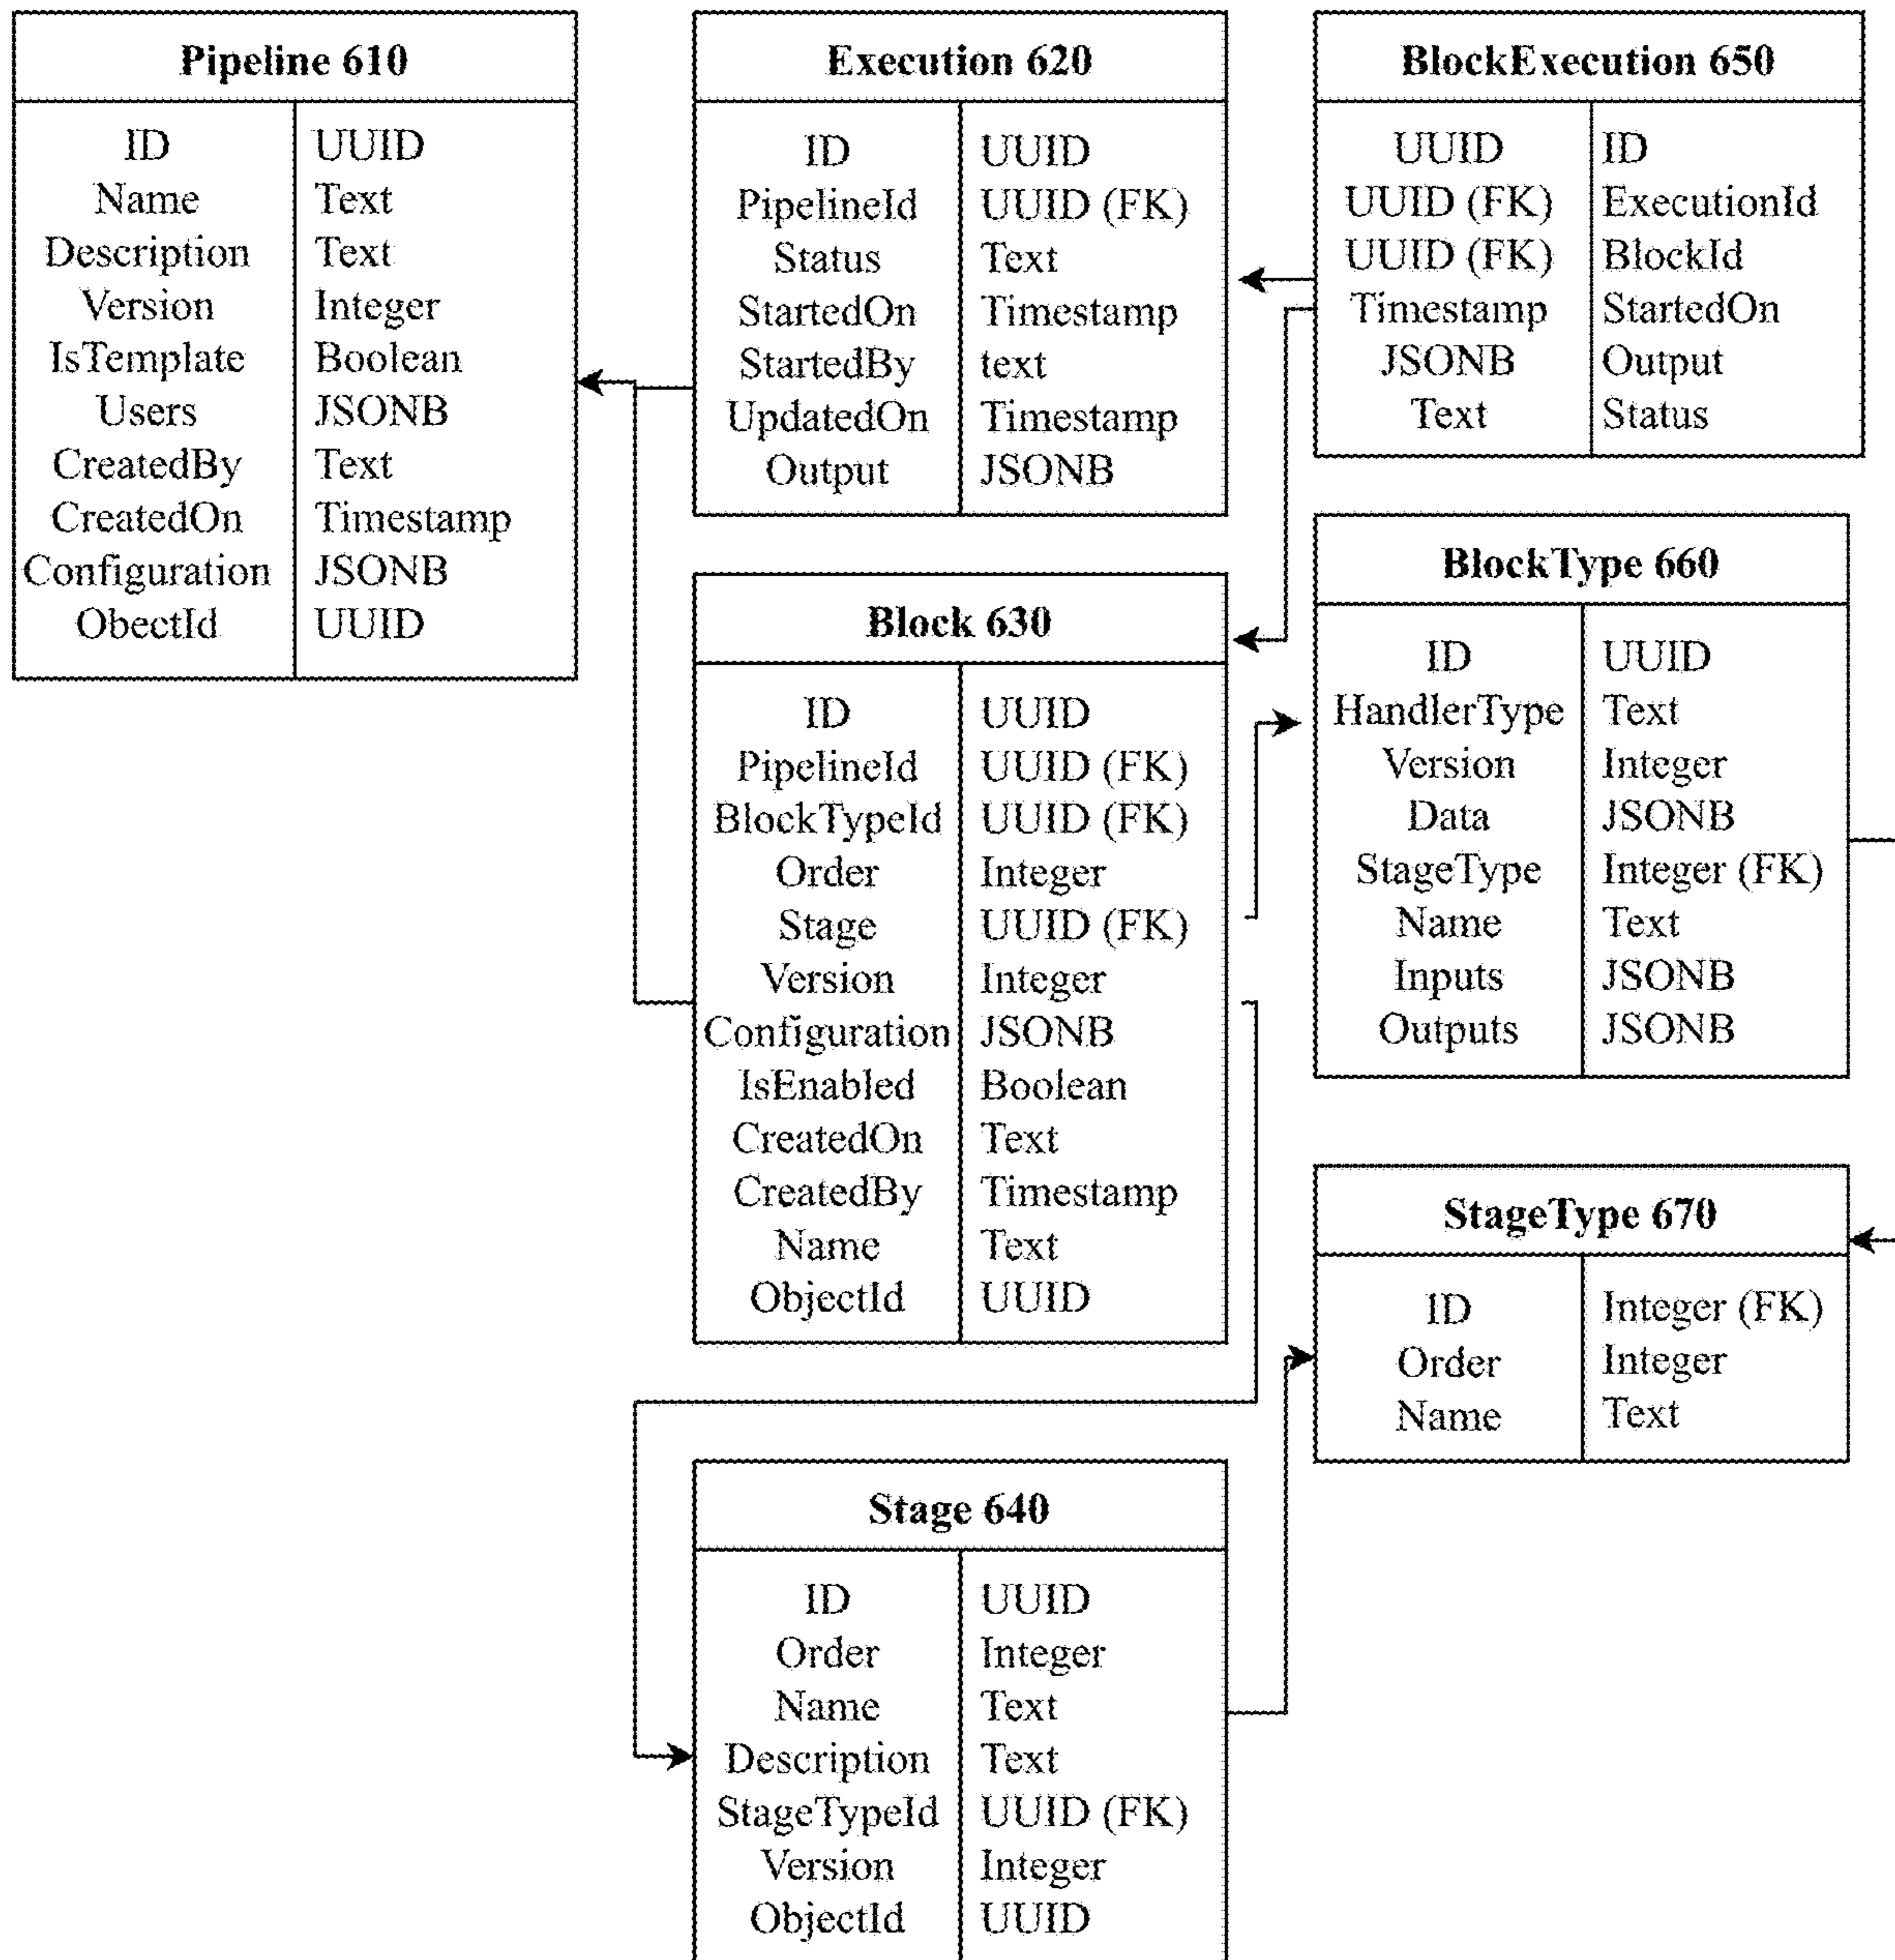 Pipeline 610
ID UUID
Name Text
Description Text
Version Integer
IsTemplate Boolean
Users JSONB
CreatedBy Text
CreatedOn Timestamp
Configuration JSONB
ObectId UUID
Execution 620
ID UUID
PipelineId UUID (FK)
Status Text
StartedOn Timestamp
StartedBy text
UpdatedOn Timestamp
Output JSONB
BlockExecution 650
UUID ID
UUID (FK) ExecutionId
UUID (FK) BlockId
Timestamp StartedOn
JSONB Output
Text Status
Block 630
ID UUID
PipelineId UUID (FK)
BlockTypeId UUID (FK)
Order Integer
Stage UUID (FK)
Version Integer
Configuration JSONB
IsEnabled Boolean
CreatedOn Text
CreatedBy Timestamp
Name Text
ObjectId UUID
BlockType 660
ID UUID
HandlerType Text
Version Integer
Data JSONB
StageType Integer (FK)
Name Text
Inputs JSONB
Outputs JSONB
StageType 670
ID Integer (FK)
Order Integer
Name Text
Stage 640
ID UUID
Order Integer
Name Text
Description Text
StageTypeId UUID (FK)
Version Integer
ObjectId UUID